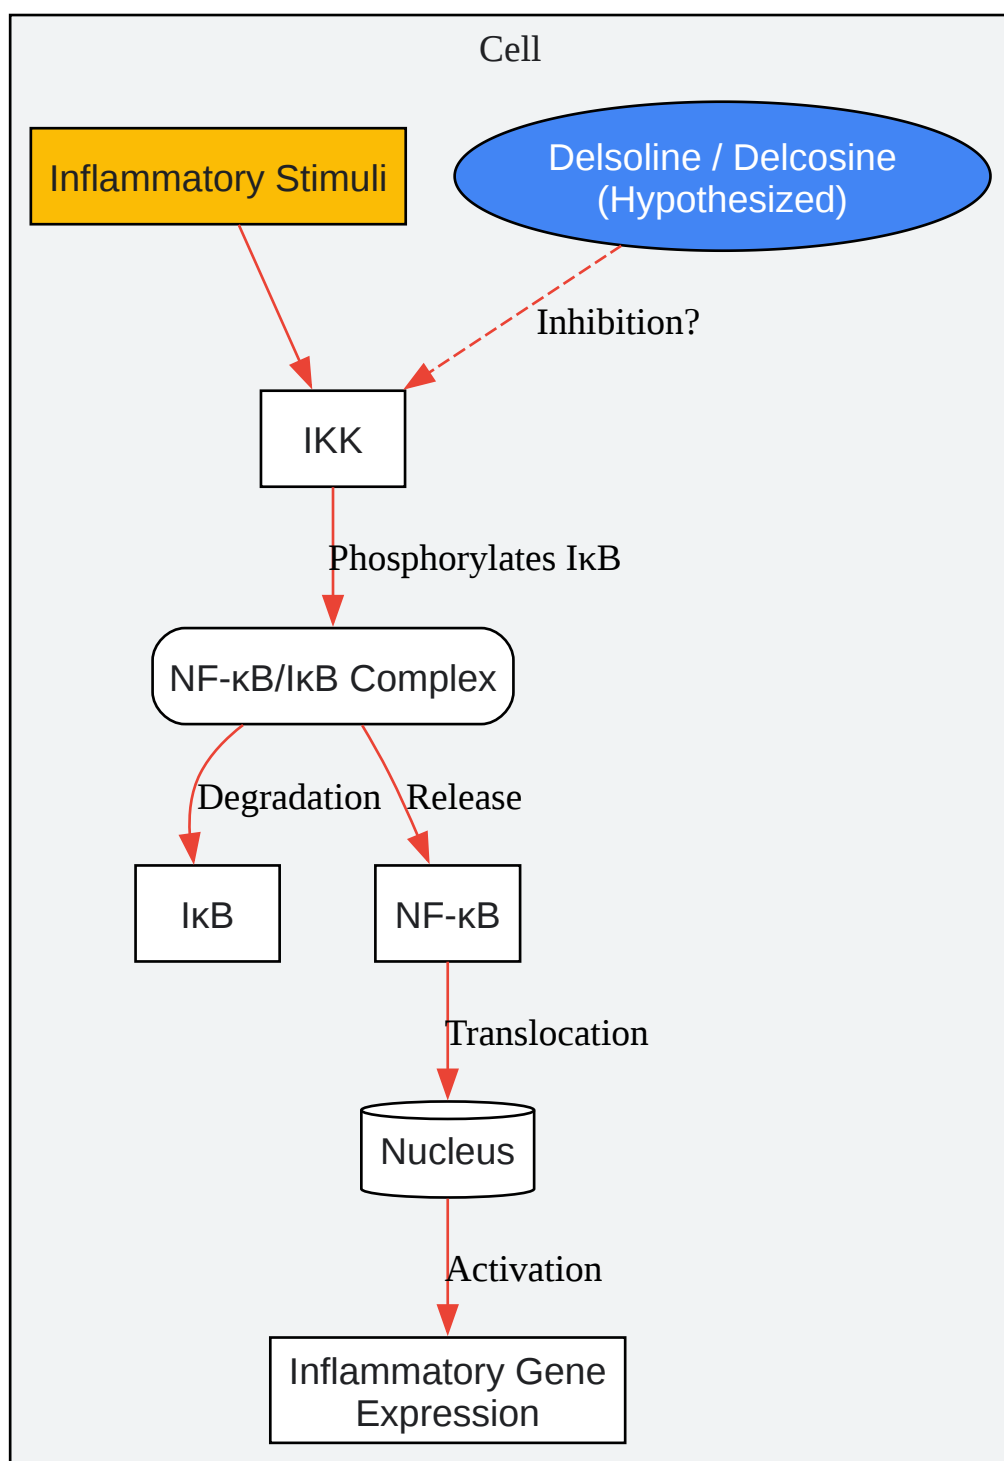 Cell
Inflammatory Stimuli
Delsoline / Delcosine
(Hypothesized)
Inhibition?
IKK
Phosphorylates IκB
NF-κB/IκB Complex
Degradation
Release
IκB
NF-κB
Translocation
Nucleus
Activation
Inflammatory Gene
Expression